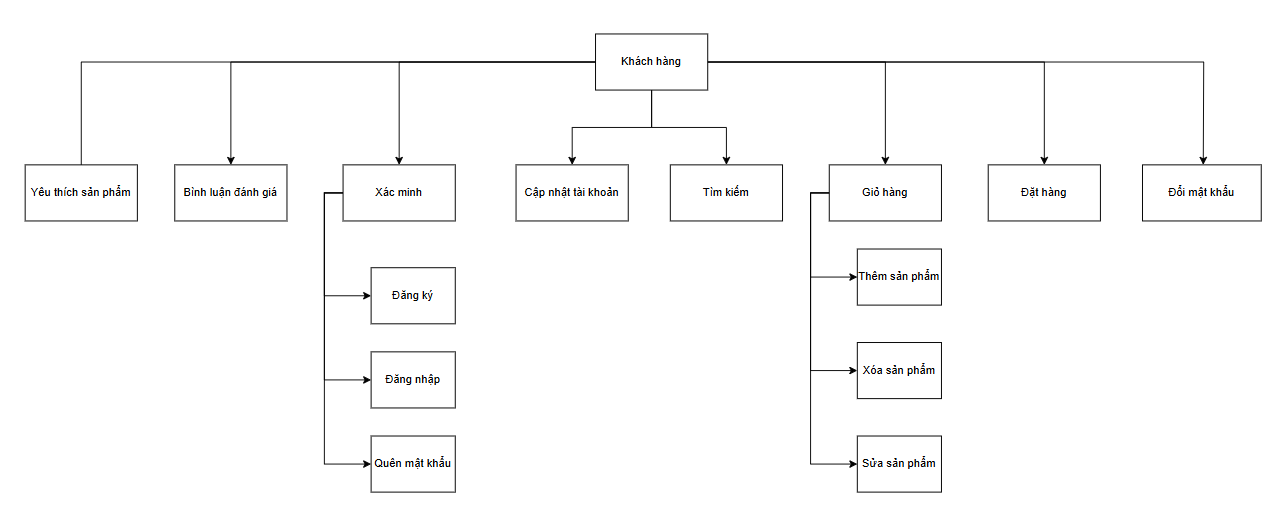 Khách hàng
Yêu thích sản phẩm
Bình luận đánh giá
Xác minh
Cập nhật tài khoản
Tìm kiếm
Giỏ hàng
Đặt hàng
Đổi mật khẩu
Đăng ký
Đăng nhập
Quên mật khẩu
Thêm sản phẩm
Xóa sản phẩm
Sửa sản phẩm